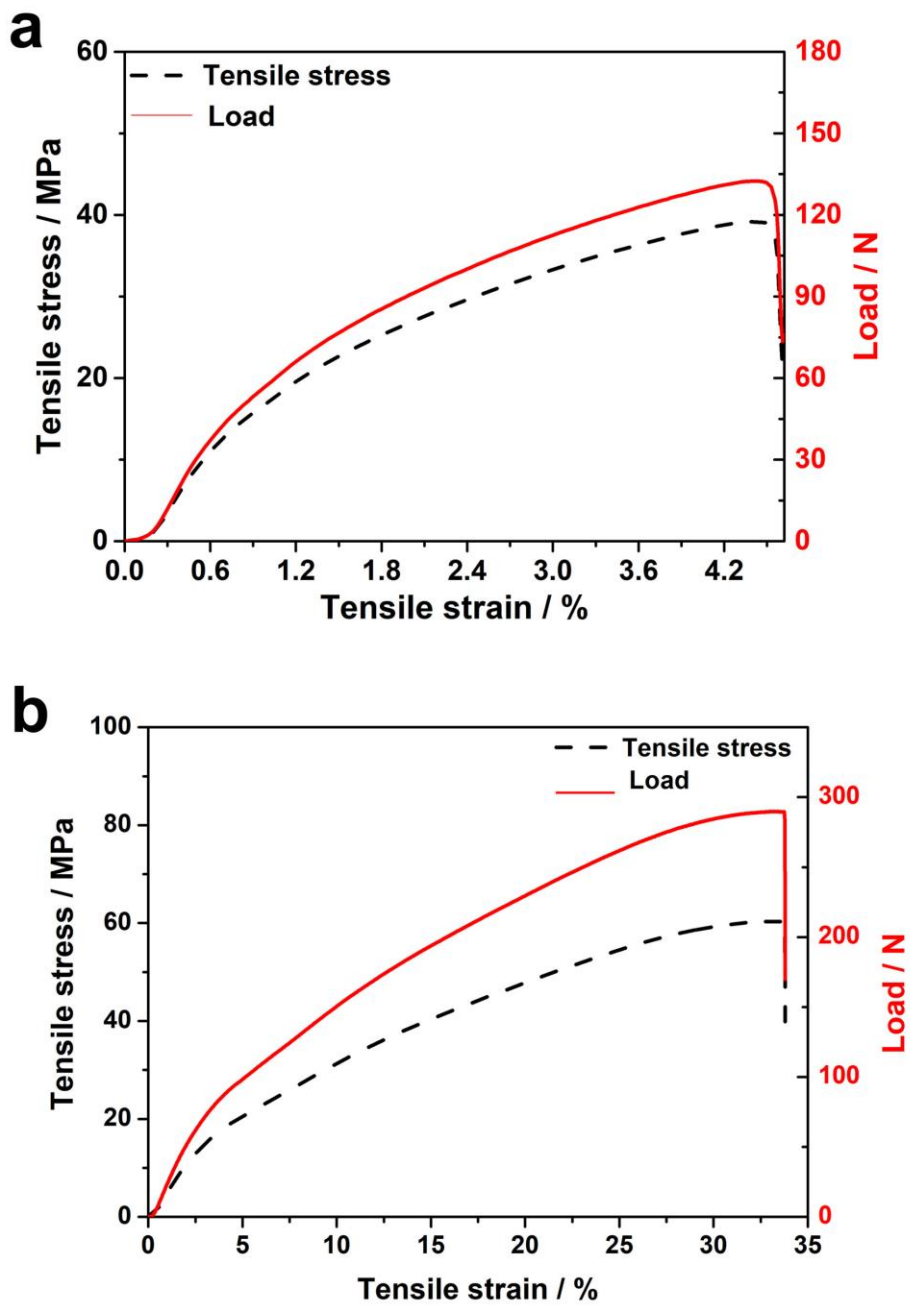 a
Tensile stress
Load
60
40
20
0
Tensile stress / MPa
180
150
120
90
60
30
0
Load / N
0.0 0.6 1.2 1.8 2.4 3.0 3.6 4.2
Tensile strain / %
b
Tensile stress
Load
100
80
60
40
20
0
Tensile stress / MPa
300
200
100
0
Load / N
0 5 10 15 20 25 30 35
Tensile strain / %